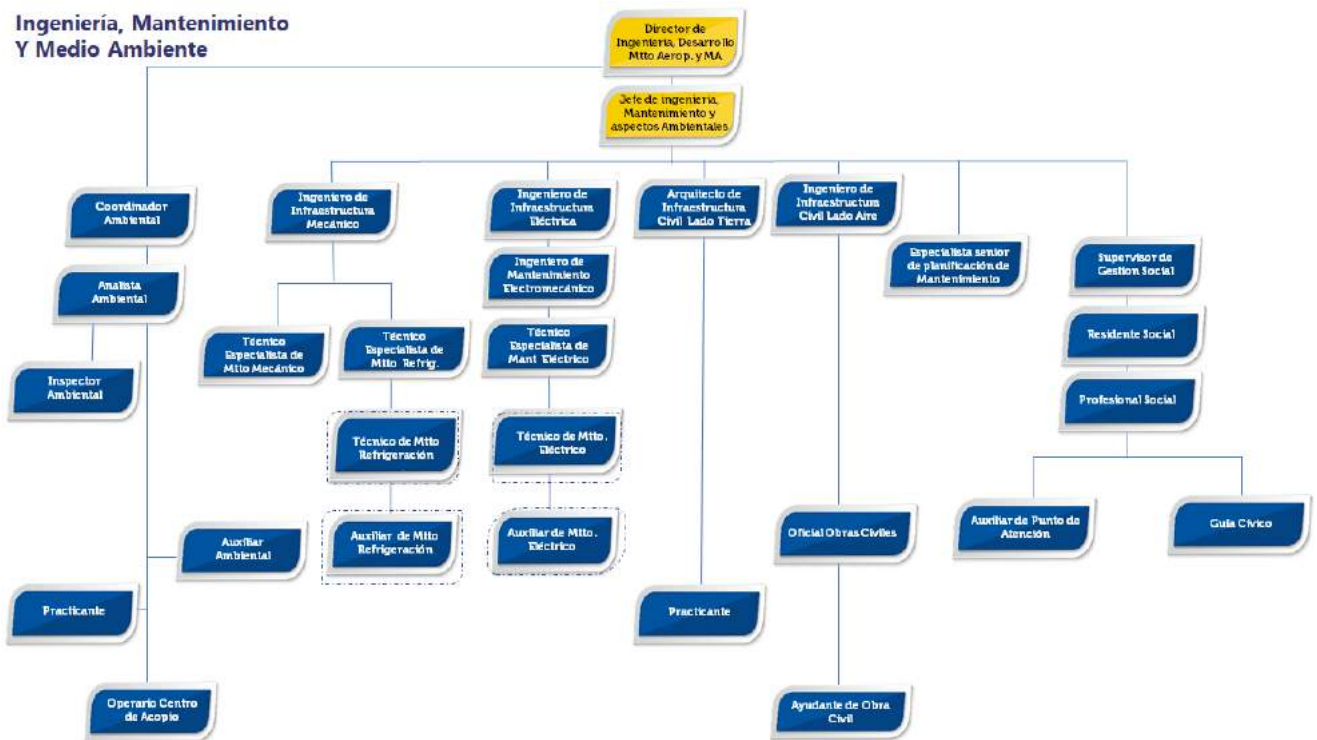 Ingeniería, Mantenimiento
Y Medio Ambiente
Director de
Ingeniería, Desarrollo
Mtto Aerop. y MA
Jefe de ingeniería,
Mantenimiento y
aspectos Ambientales
Coordinador
Ambiental
Ingeniero de
Infraestructura
Mecánico
Ingeniero de
Infraestructura
Eléctrica
Arquitecto de
Infraestructura
Civil Lado Tierra
Ingeniero de
Infraestructura
Civil Lado Aire
Especialista senior
de planificación de
Mantenimiento
Supervisor de
Gestion Social
Analista
Ambiental
Ingeniero de
Mantenimiento
Electromecánico
Técnico
Especialista de
Mtto Mecánico
Técnico
Especialista de
Mtto Refrig.
Técnico
Especialista de
Mant Eléctrico
Residente Social
Inspector
Ambiental
Profesional Social
Técnico de Mtto
Refrigeración
Técnico de Mtto.
Eléctrico
Auxiliar
Ambiental
Auxiliar de Mtto
Refrigeración
Auxiliar de Mtto.
Eléctrico
Oficial Obras Civiles
Auxiliar de Punto de
Atención
Guía Cívico
Practicante
Practicante
Operario Centro
de Acopio
Ayudante de Obra
Civil